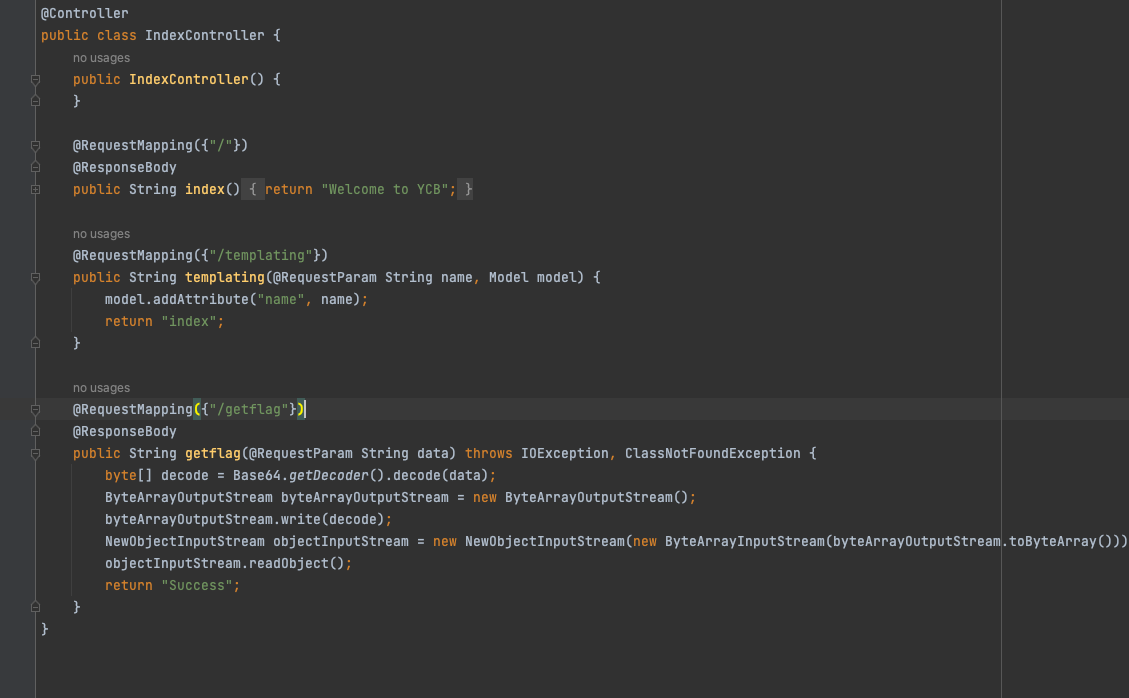 @Controller
public class IndexController {
no usages
public IndexController() {
}
@RequestMapping({"/"})
@ResponseBody
public String index() { return "Welcome to YCB"; }
no usages
@RequestMapping({"/templating"})
public String templating(@RequestParam String name, Model model) {
model.addAttribute("name", name);
return "index";
}
no usages
@RequestMapping({"/getflag"})
@ResponseBody
public String getflag(@RequestParam String data) throws IOException, ClassNotFoundException {
byte[] decode = Base64.getDecoder().decode(data);
ByteArrayOutputStream byteArrayOutputStream = new ByteArrayOutputStream();
byteArrayOutputStream.write(decode);
NewObjectInputStream objectInputStream = new NewObjectInputStream(new ByteArrayInputStream(byteArrayOutputStream.toByteArray()))
objectInputStream.readObject();
return "Success";
}
}